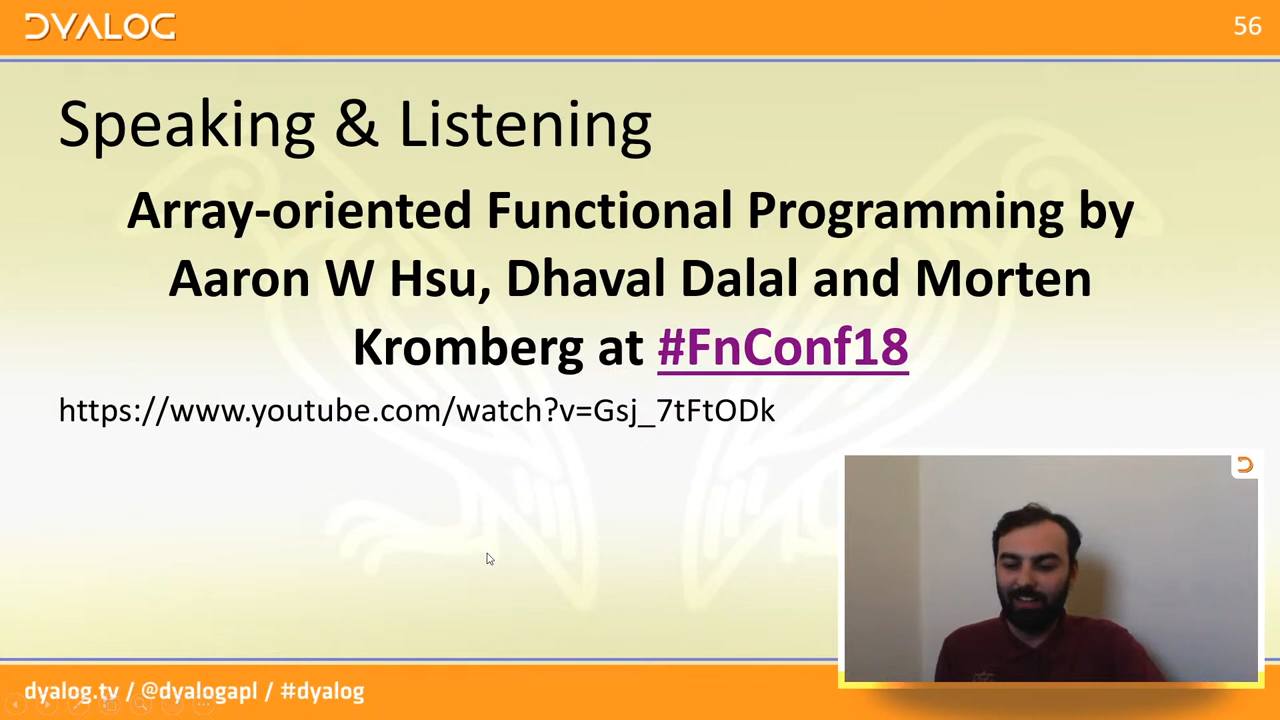 DYALOG
56
Speaking & Listening
Array-oriented Functional Programming by
Aaron W Hsu, Dhaval Dalal and Morten
Kromberg at #FnConf18
https://www.youtube.com/watch?v=Gsj_7tFtODk
dyalog.tv / @dyalogapl / #dyalog